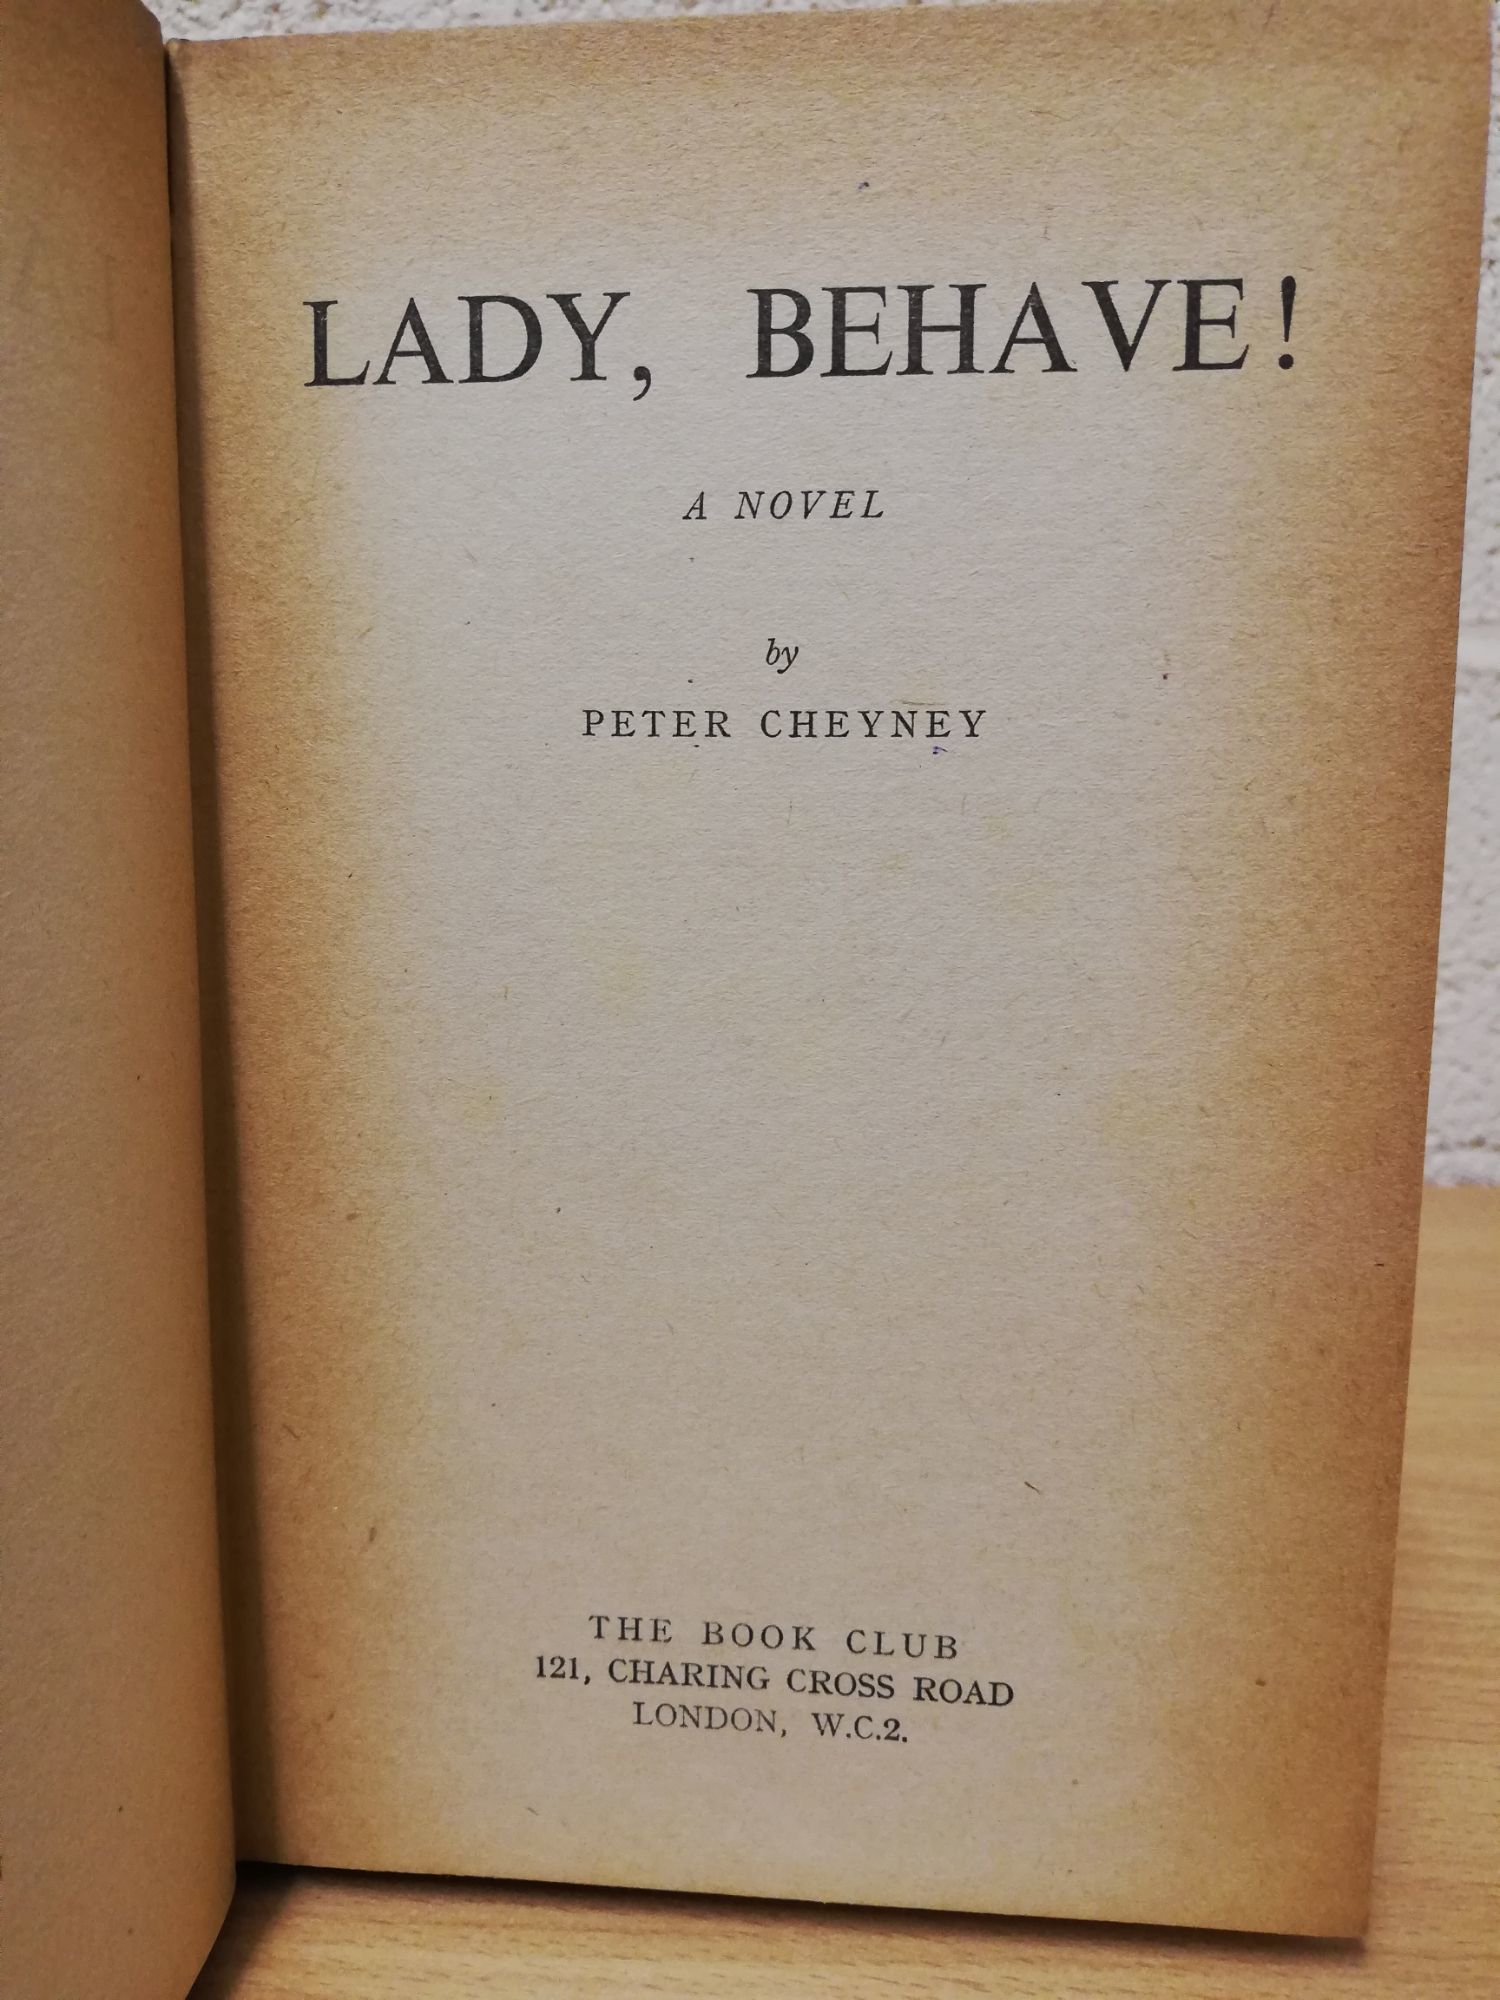 LADY, BEHAVE!
A NOVEL
by
PETER CHEYNEY
THE BOOK CLUB
121, CHARING CROSS ROAD
LONDON, W.C.2.